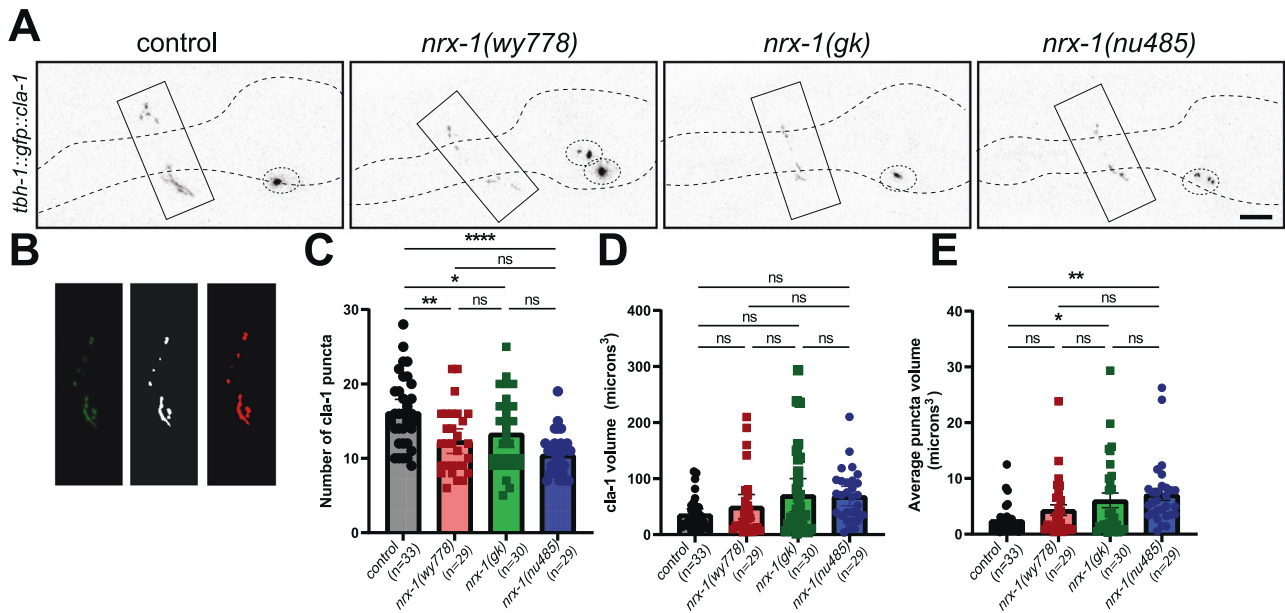 A
control
nrx-1(wy778)
nrx-1(gk)
nrx-1(nu485)
tbh-1::gfp::cla-1
B
C
****
ns
*
**
ns
ns
30
20
10
0
Number of cla-1 puncta
control
(n=33)
nrx-1(wy778)
(n=29)
nrx-1(gk)
(n=30)
nrx-1(nu485)
(n=29)
D
ns
ns
ns
ns
ns
ns
400
300
200
100
0
cla-1 volume (microns³)
control
(n=33)
nrx-1(wy778)
(n=29)
nrx-1(gk)
(n=30)
nrx-1(nu485)
(n=29)
E
**
ns
*
ns
ns
ns
40
30
20
10
0
Average puncta volume
(microns³)
control
(n=33)
nrx-1(wy778)
(n=29)
nrx-1(gk)
(n=30)
nrx-1(nu485)
(n=29)